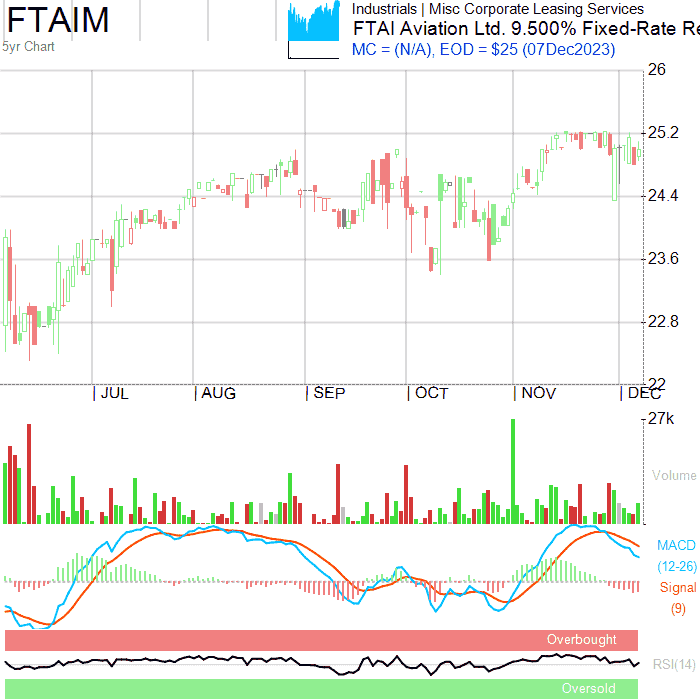 FTAIM
5yr Chart
Industrials | Misc Corporate Leasing Services
FTAI Aviation Ltd. 9.500% Fixed-Rate Re
MC = (N/A), EOD = $25 (07Dec2023)
26
25.2
24.4
23.6
22.8
22
JUL
AUG
SEP
OCT
NOV
DEC
27k
Volume
MACD
(12-26)
Signal
(9)
Overbought
RSI(14)
Oversold